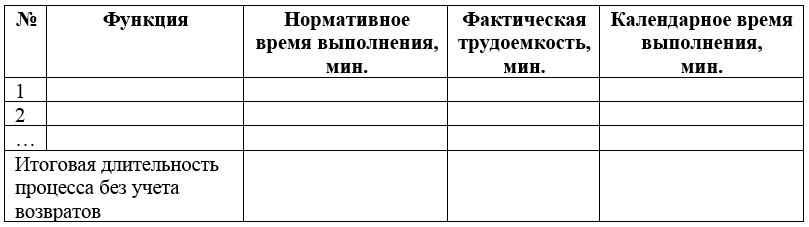 № Функция Нормативное время выполнения, мин. Фактическая трудоемкость, мин. Календарное время выполнения, мин.
1
2
…
Итоговая длительность
процесса без учета
возвратов